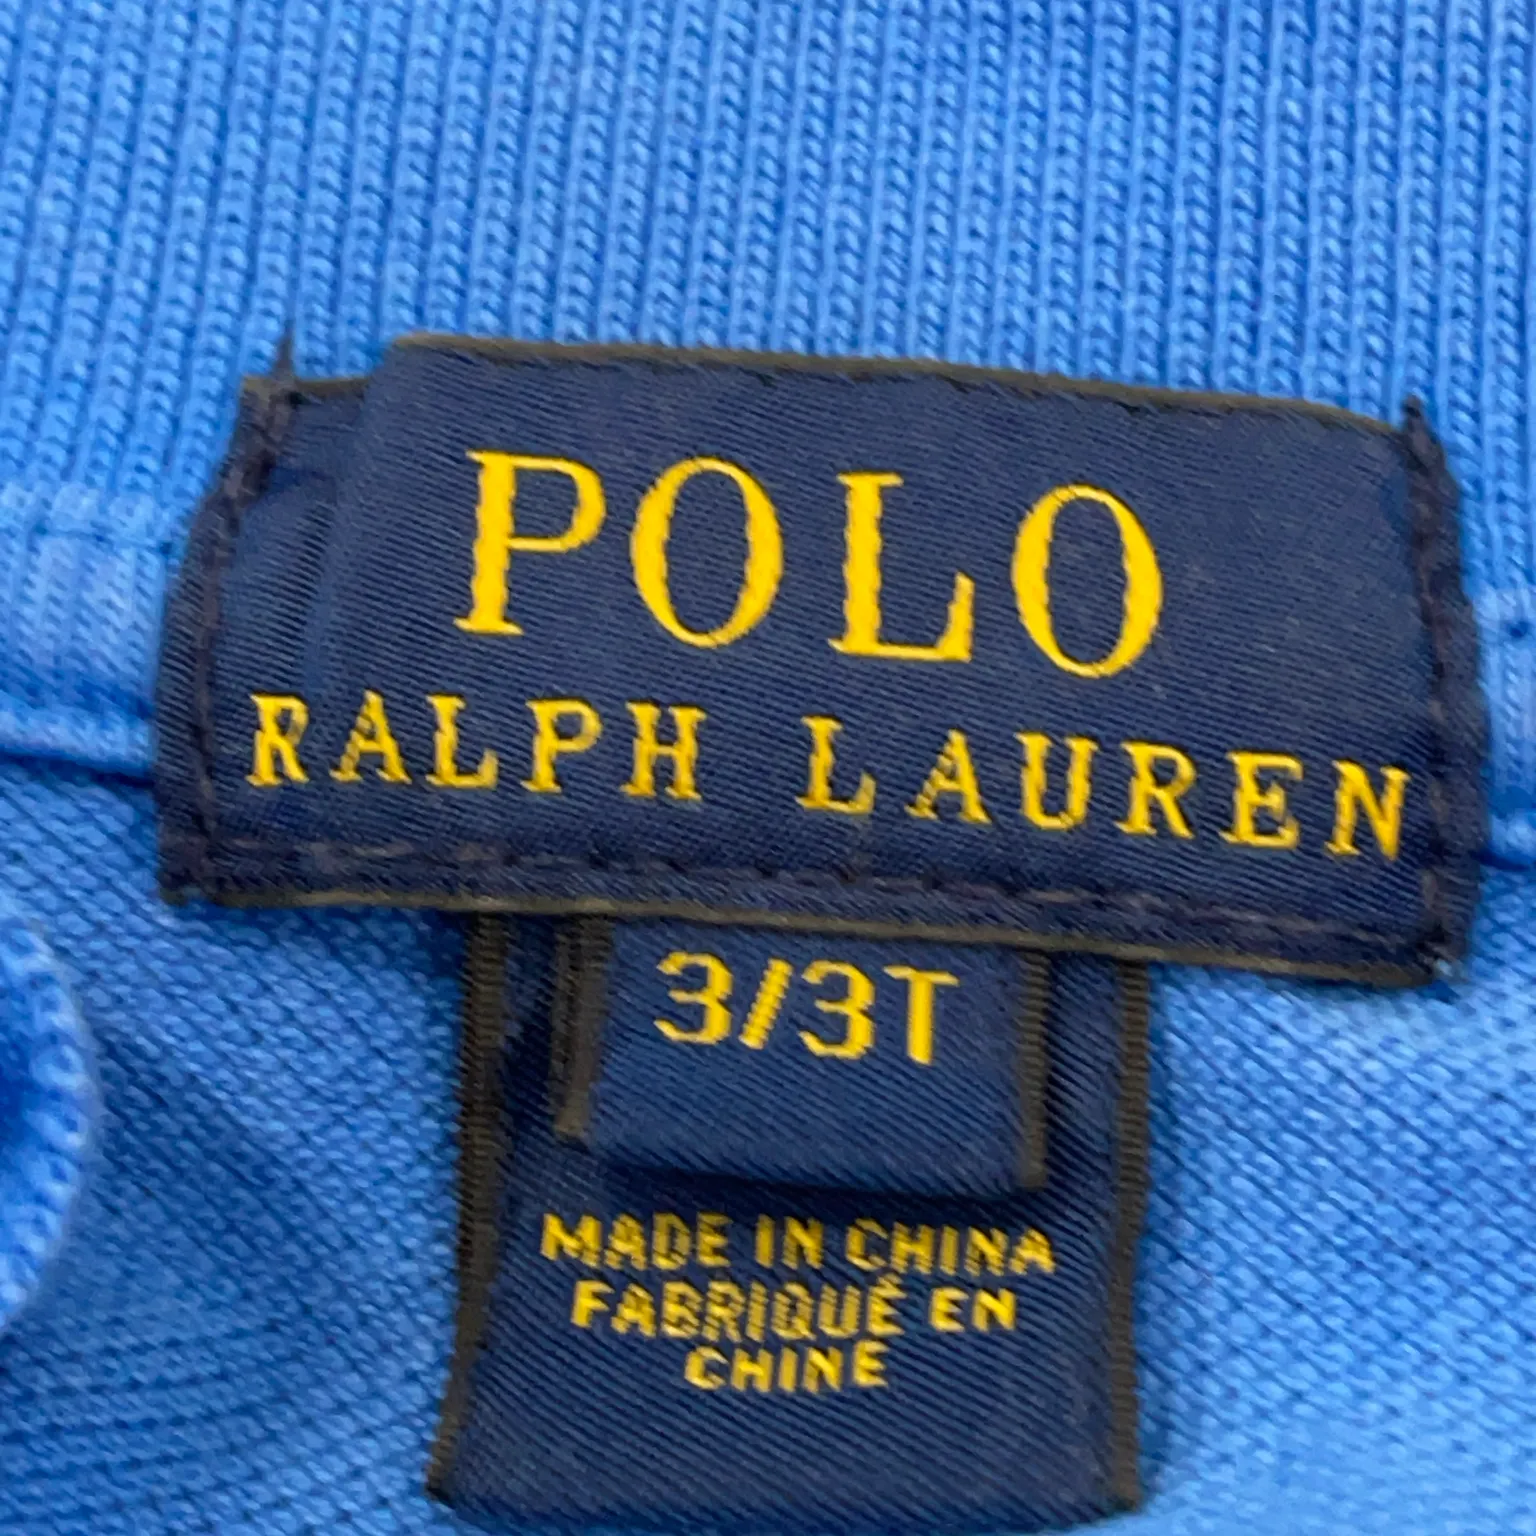 POLO
RALPH LAUREN
3/3T
MADE IN CHINA
FABRIQUÉ EN
CHINE